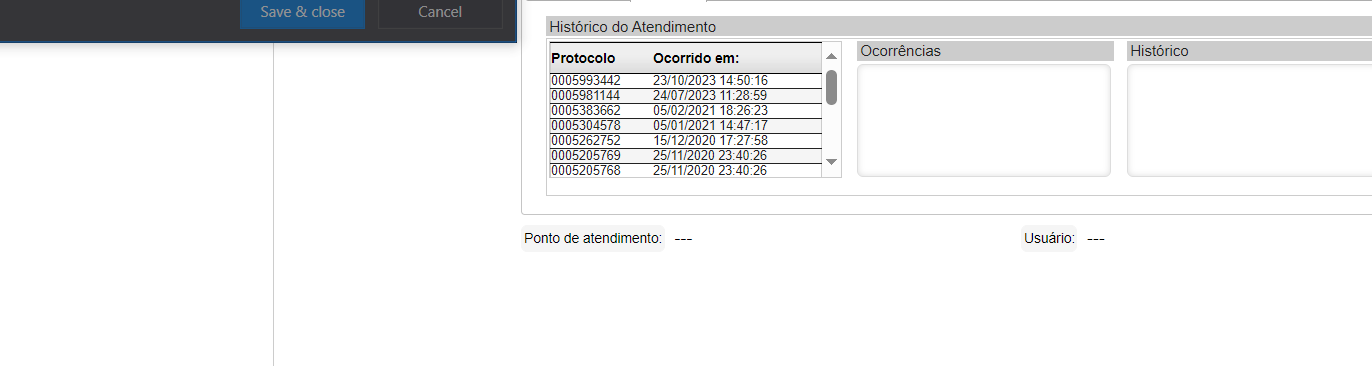 Save & close Cancel
Histórico do Atendimento
Protocolo Ocorrido em: Ocorrências Histórico
0005993442 23/10/2023 14:50:16
0005981144 24/07/2023 11:28:59
0005383662 05/02/2021 18:26:23
0005304578 05/01/2021 14:47:17
0005262752 15/12/2020 17:27:58
0005205769 25/11/2020 23:40:26
0005205768 25/11/2020 23:40:26
Ponto de atendimento: --- Usuário: ---